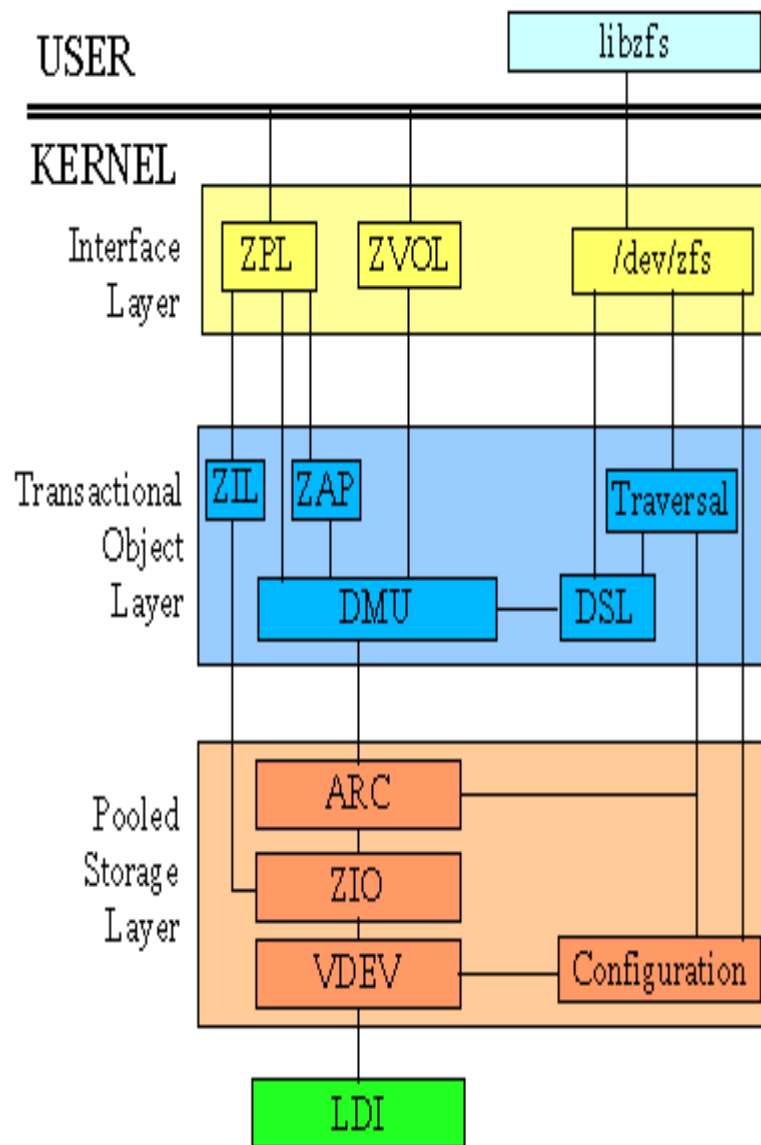 USER
libzfs
KERNEL
Interface
Layer
ZPL
ZVOL
/dev/zfs
Transactional
Object
Layer
ZIL
ZAP
Traversal
DMU
DSL
Pooled
Storage
Layer
ARC
ZIO
VDEV
Configuration
LDI